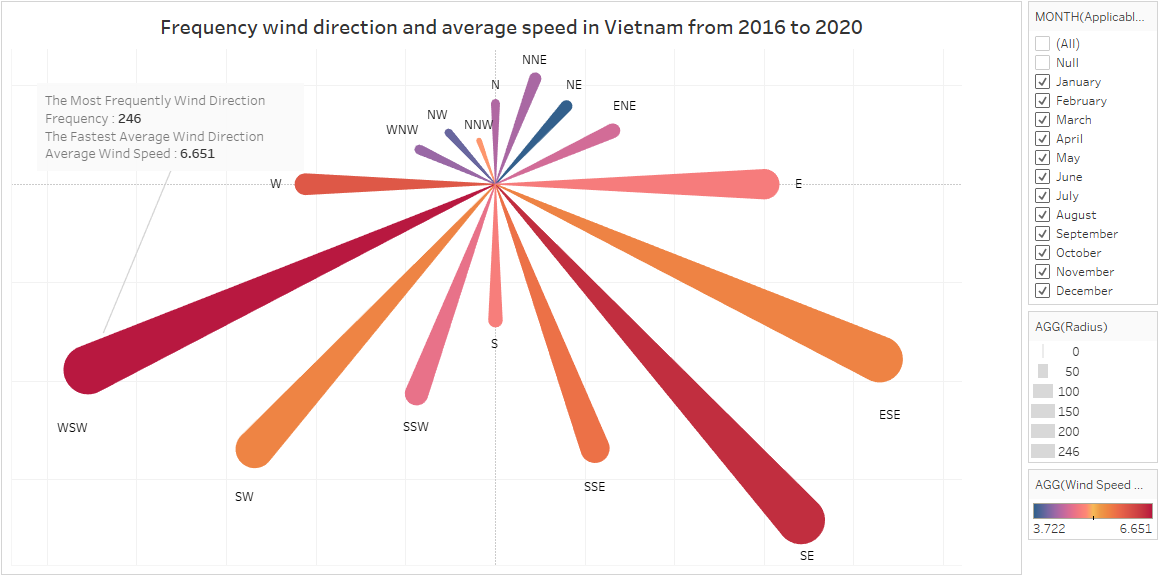 Frequency wind direction and average speed in Vietnam from 2016 to 2020
The Most Frequently Wind Direction
Frequency : 246
The Fastest Average Wind Direction
Average Wind Speed : 6.651
NNE
N
NE
ENE
NW
NNW
WNW
W
E
S
WSW
ESE
SSW
SW
SSE
SE
MONTH(Applicabl...
(All)
Null
January
February
March
April
May
June
July
August
September
October
November
December
AGG(Radius)
0
50
100
150
200
246
AGG(Wind Speed ...
3.722 6.651